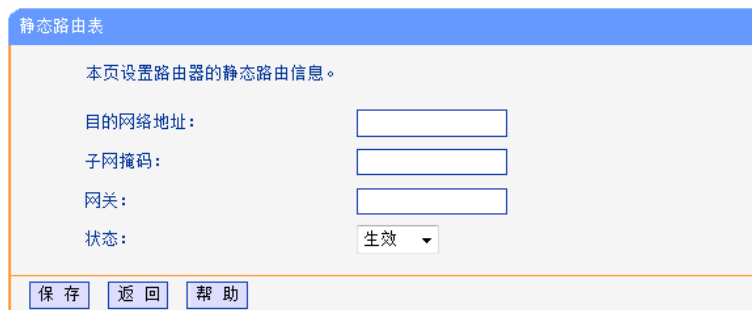 静态路由表
本页设置路由器的静态路由信息。
目的网络地址:
子网掩码:
网关:
状态: 生效
保 存 返 回 帮 助